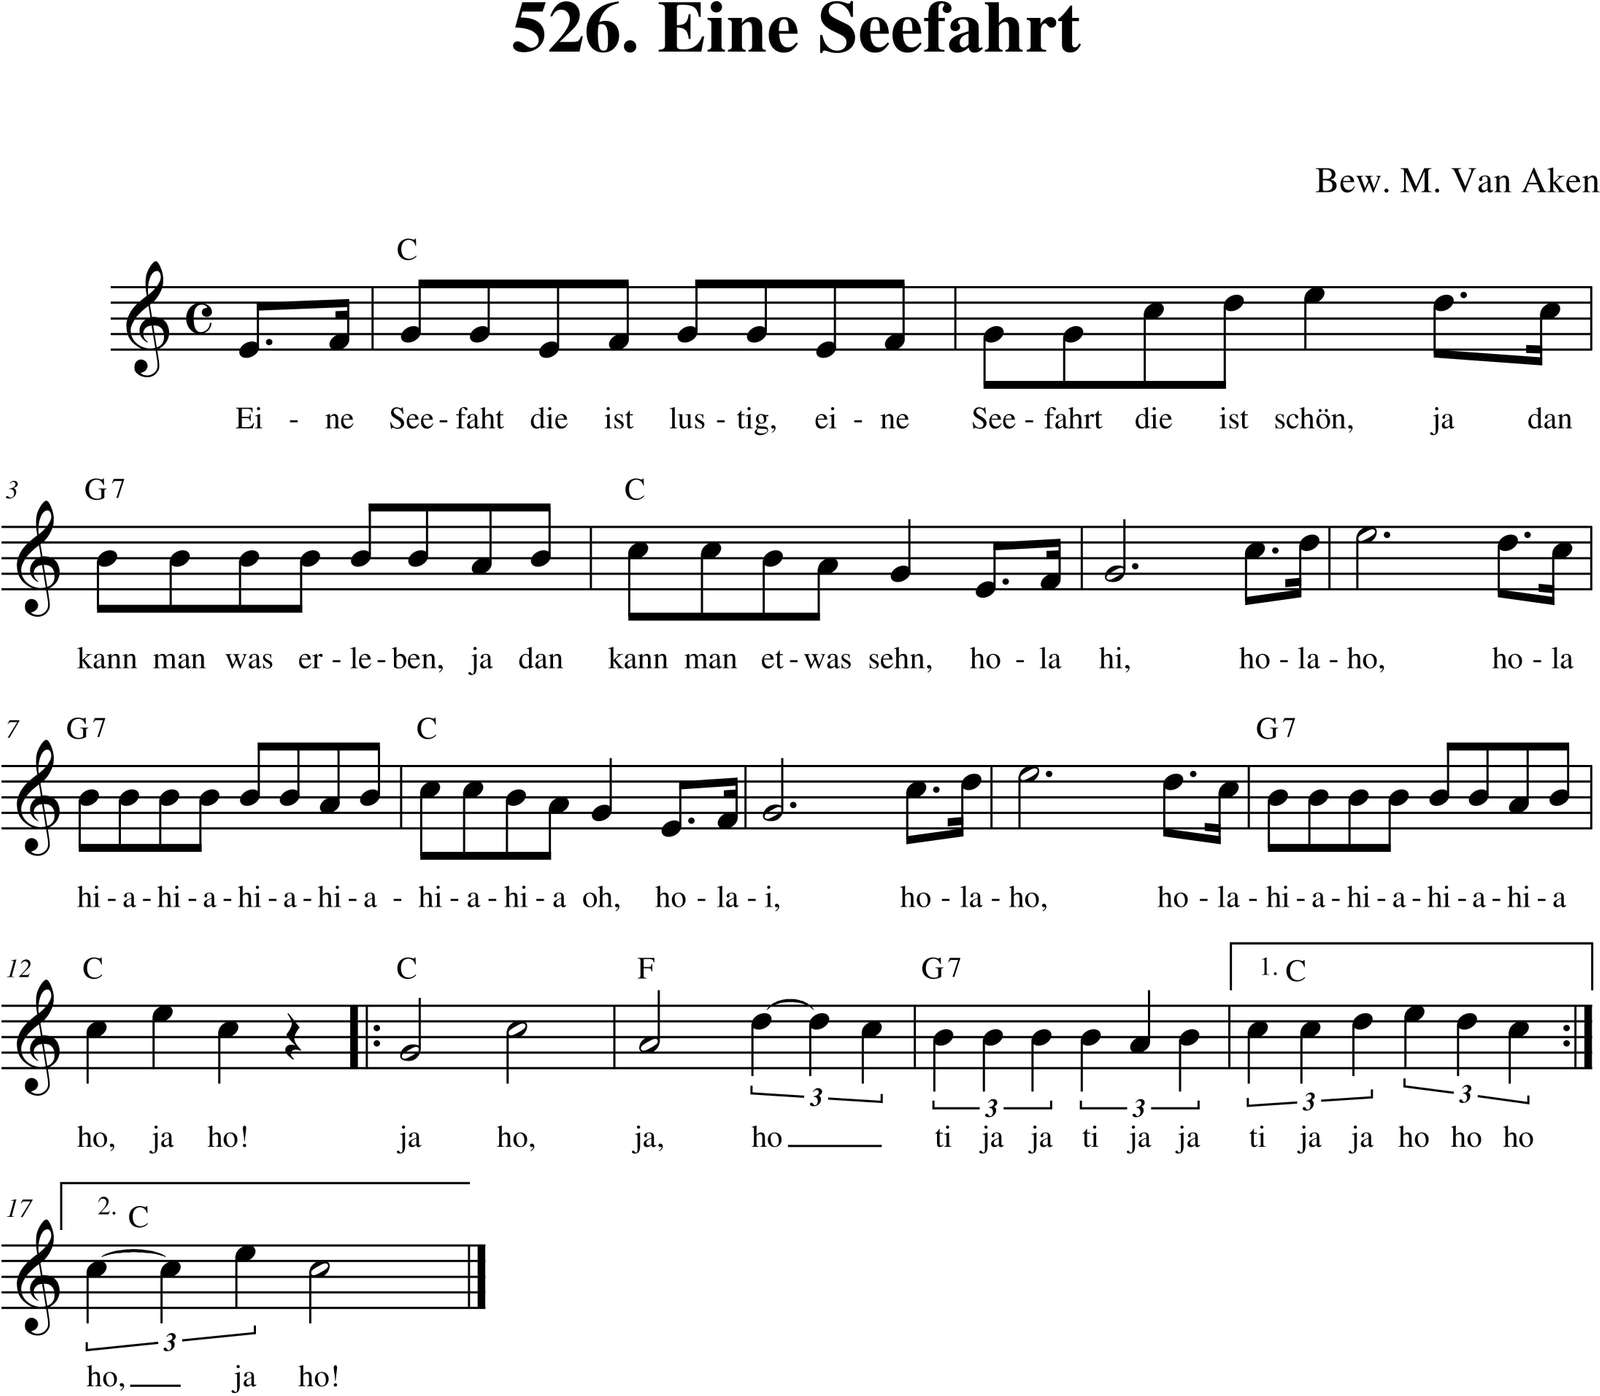 526. Eine Seefahrt
Bew. M. Van Aken
C
Ei - ne See - faht die ist lus - tig, ei - ne See - fahrt die ist schön, ja dan
3 G7 C
kann man was er - le - ben, ja dan kann man et - was sehn, ho - la hi, ho - la - ho, ho - la
7 G7 C G7
hi - a - hi - a - hi - a - hi - a - hi - a - hi - a oh, ho - la - i, ho - la - ho, ho - la - hi - a - hi - a - hi - a - hi - a
12 C C F G7 1. C
3 3 3 3 3
ho, ja ho! ja ho, ja, ho ti ja ja ti ja ja ti ja ja ho ho ho
17 2. C
3
ho, ja ho!